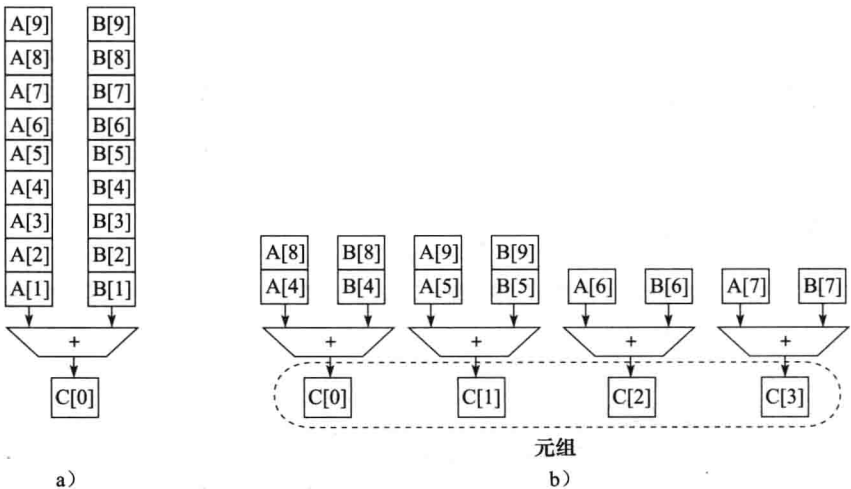 A[9] B[9]
A[8] B[8]
A[7] B[7]
A[6] B[6]
A[5] B[5]
A[4] B[4]
A[3] B[3]
A[2] B[2]
A[1] B[1]
+
C[0]
a）
A[8] B[8] A[9] B[9]
A[4] B[4] A[5] B[5] A[6] B[6] A[7] B[7]
+ + + +
C[0] C[1] C[2] C[3]
元组
b）